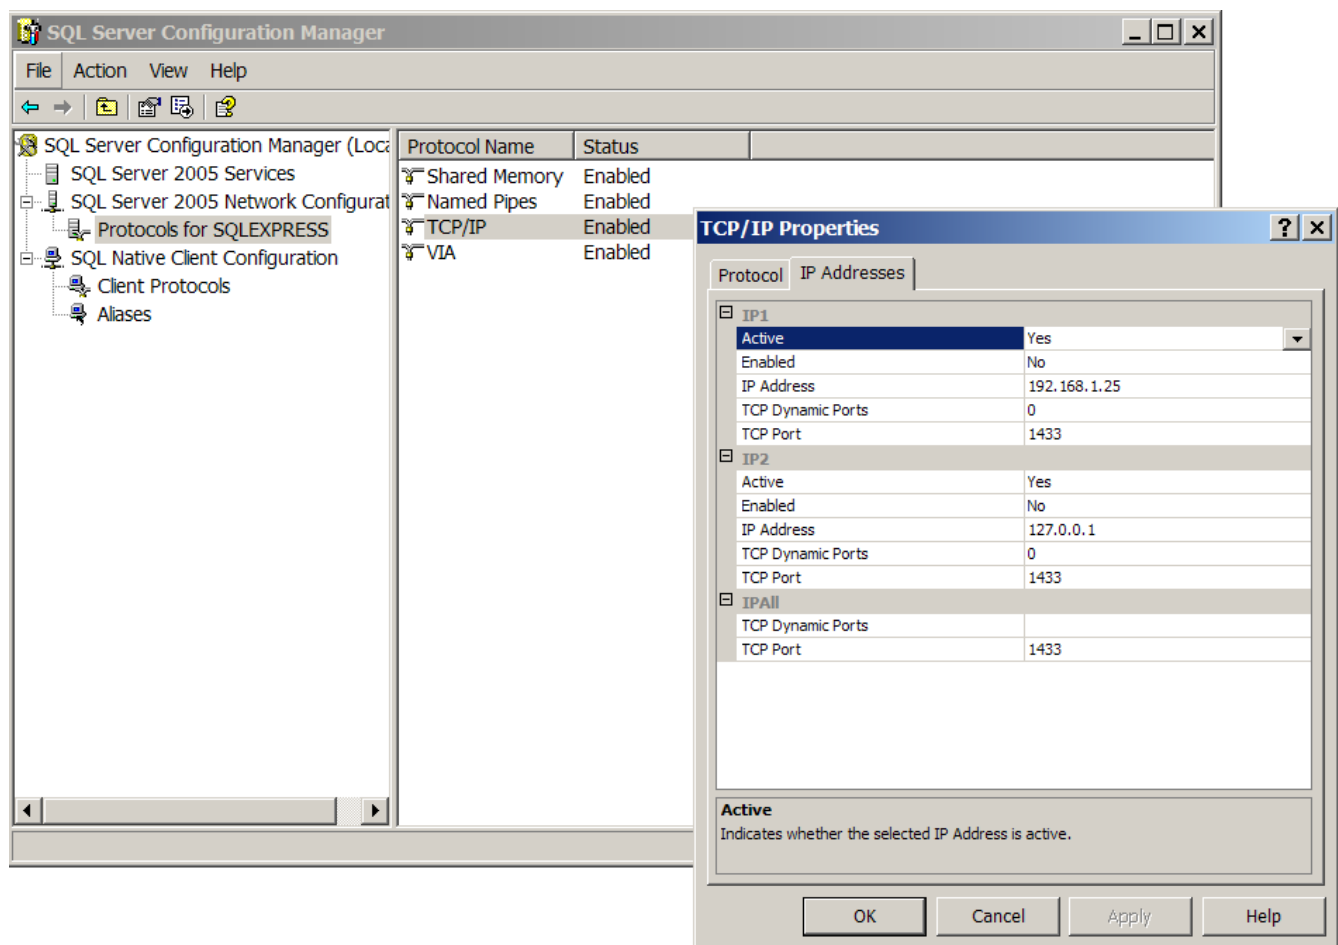 SQL Server Configuration Manager
File Action View Help
SQL Server Configuration Manager (Loca
SQL Server 2005 Services
SQL Server 2005 Network Configurat
Protocols for SQLEXPRESS
SQL Native Client Configuration
Client Protocols
Aliases
Protocol Name Status
Shared Memory Enabled
Named Pipes Enabled
TCP/IP Enabled
VIA Enabled
TCP/IP Properties
Protocol IP Addresses
IP1
Active Yes
Enabled No
IP Address 192.168.1.25
TCP Dynamic Ports 0
TCP Port 1433
IP2
Active Yes
Enabled No
IP Address 127.0.0.1
TCP Dynamic Ports 0
TCP Port 1433
IPAll
TCP Dynamic Ports
TCP Port 1433
Active
Indicates whether the selected IP Address is active.
OK Cancel Apply Help